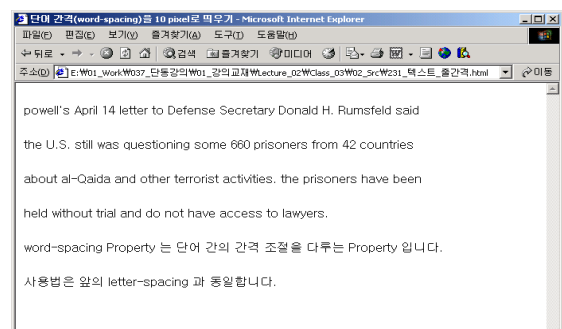 단어 간격(word-spacing)을 10 pixel로 띄우기 - Microsoft Internet Explorer
파일(F) 편집(E) 보기(V) 즐겨찾기(A) 도구(T) 도움말(H)
뒤로 검색 즐겨찾기 미디어
주소(D) E:₩01_Work₩037_단동강의₩01_강의교재₩Lecture_02₩Class_03₩02_Src₩231_텍스트_줄간격.html 이동
powell's April 14 letter to Defense Secretary Donald H. Rumsfeld said
the U.S. still was questioning some 660 prisoners from 42 countries
about al-Qaida and other terrorist activities. the prisoners have been
held without trial and do not have access to lawyers.
word-spacing Property 는 단어 간의 간격 조절을 다루는 Property 입니다.
사용법은 앞의 letter-spacing 과 동일합니다.